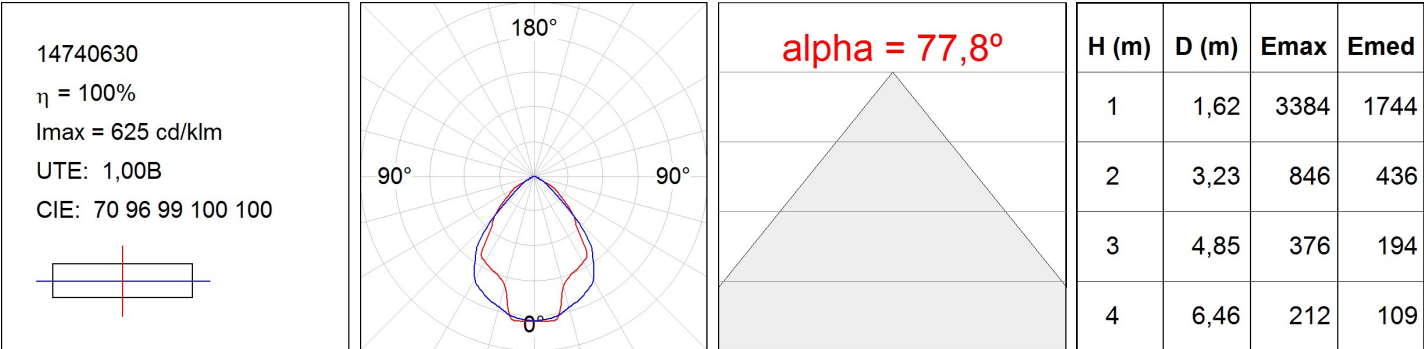 14740630
η = 100%
Imax = 625 cd/klm
UTE: 1,00B
CIE: 70 96 99 100 100
180°
90° 90°
0°
alpha = 77,8º
H (m) D (m) Emax Emed
1 1,62 3384 1744
2 3,23 846 436
3 4,85 376 194
4 6,46 212 109